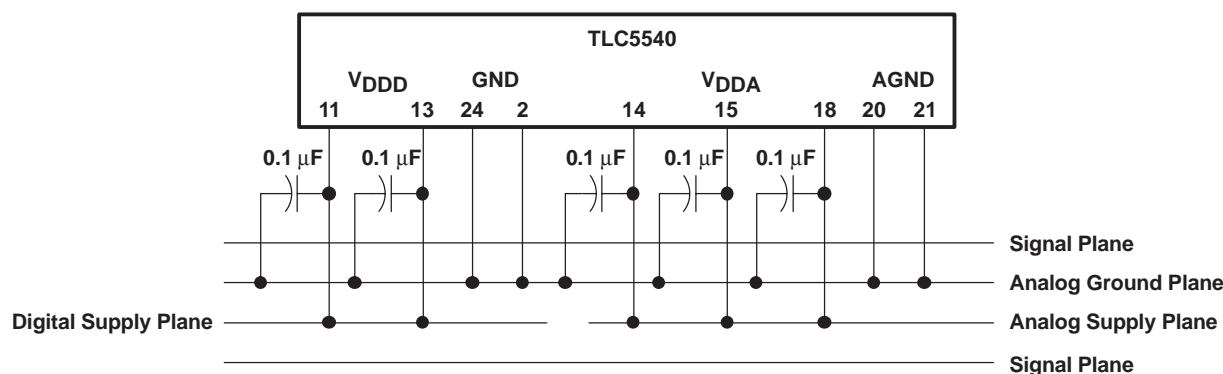 TLC5540
VDDD GND VDDA AGND
11 13 24 2 14 15 18 20 21
0.1 µF 0.1 µF 0.1 µF 0.1 µF 0.1 µF
Signal Plane
Analog Ground Plane
Digital Supply Plane Analog Supply Plane
Signal Plane